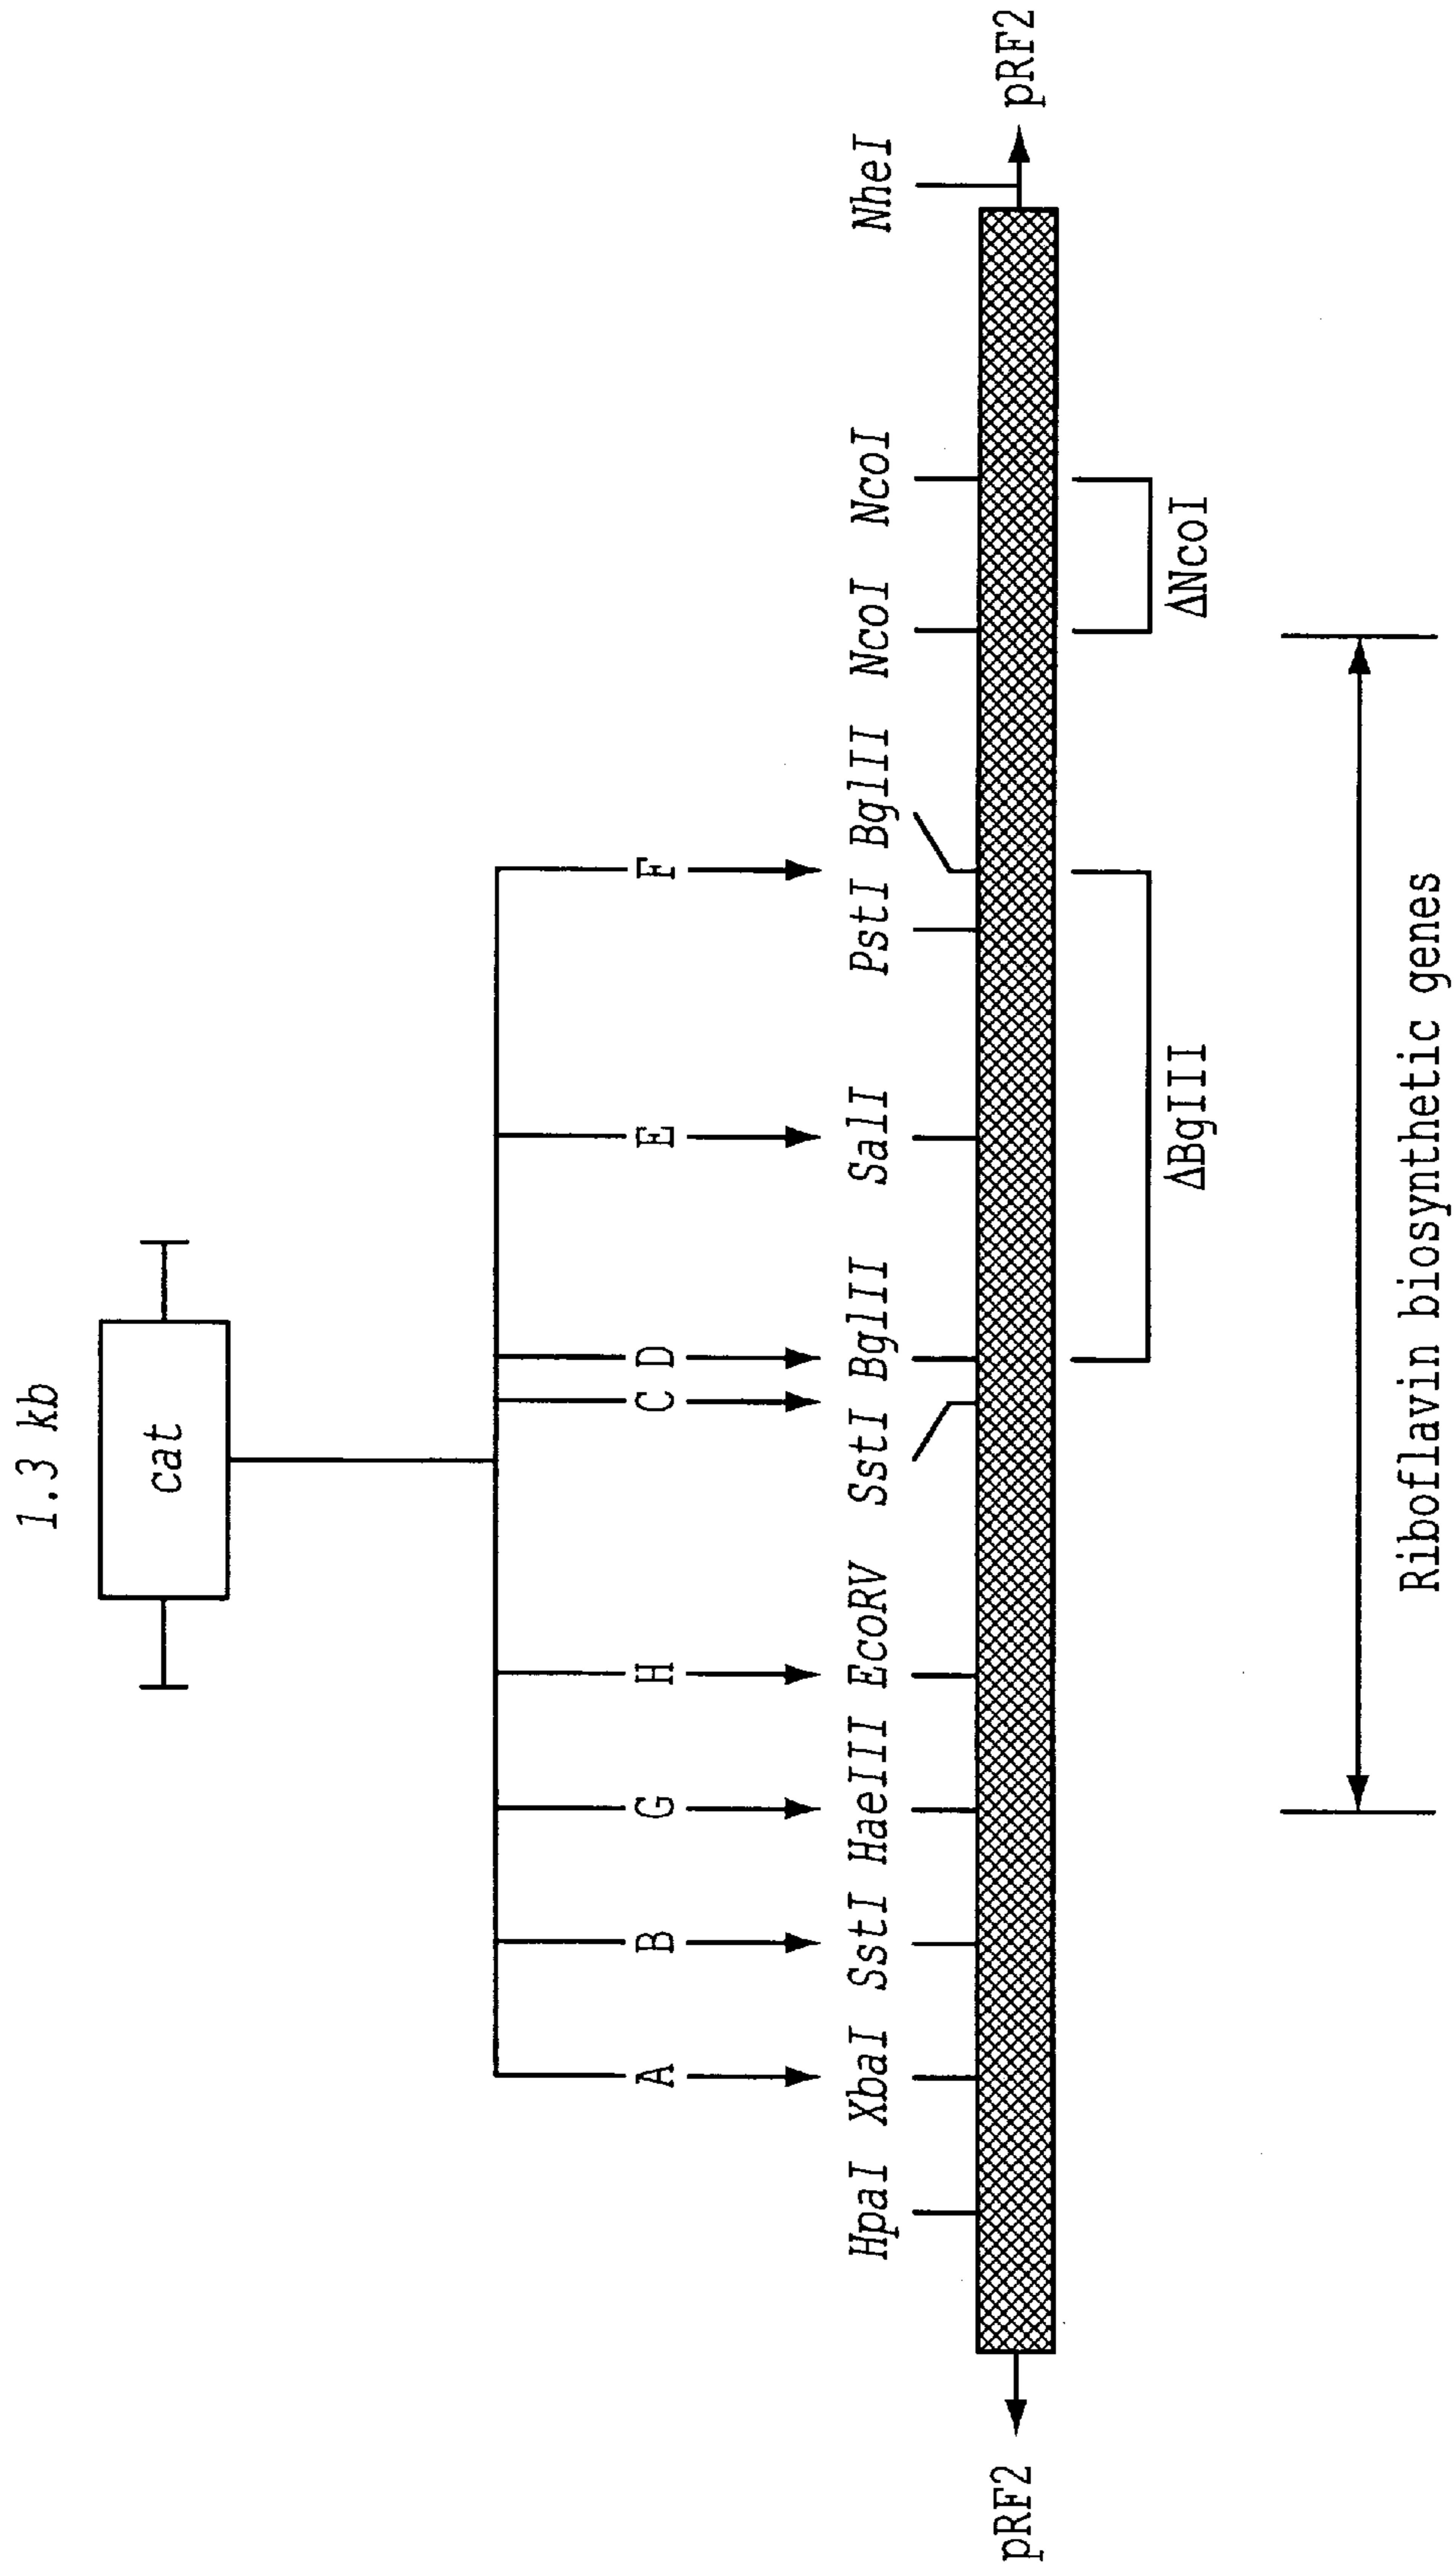 1.3 kb
cat
A B G H C D E F
HpaI XbaI SstI HaeIII EcoRV SstI BglII SalI PstI BglII NcoI NcoI NheI
pRF2 pRF2
ΔBglII ΔNcoI
Riboflavin biosynthetic genes